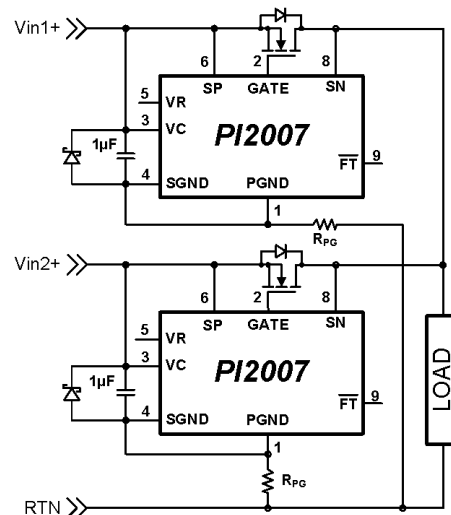 Vin1+
6
2
8
5
VR
SP
GATE
SN
3
VC
1µF
PI2007
FT
9
4
SGND
PGND
1
RPG
Vin2+
6
2
8
5
VR
SP
GATE
SN
3
VC
1µF
PI2007
FT
9
4
SGND
PGND
1
RPG
LOAD
RTN